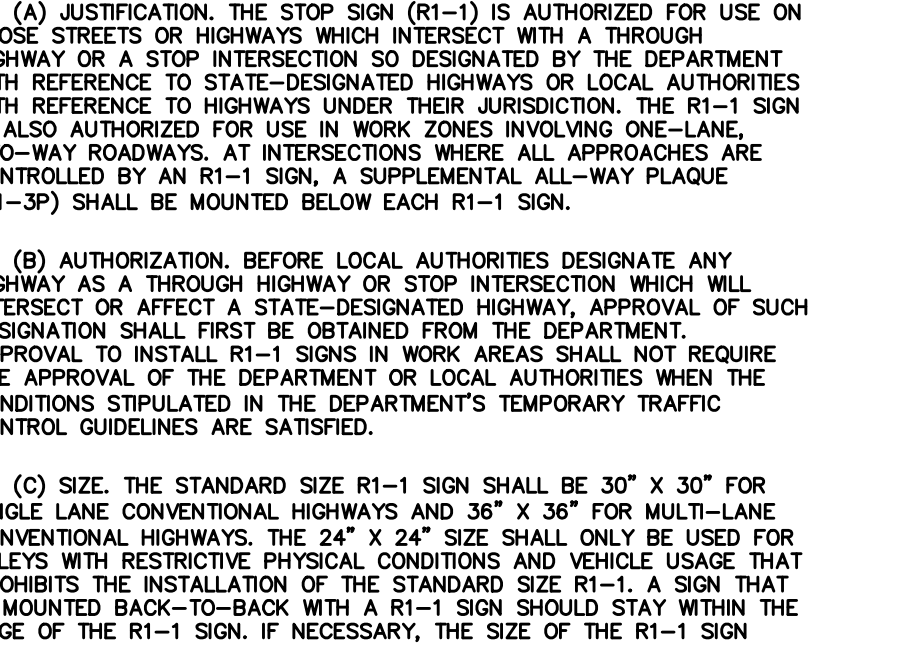 (A) JUSTIFICATION. THE STOP SIGN (R1-1) IS AUTHORIZED FOR USE ON
OSE STREETS OR HIGHWAYS WHICH INTERSECT WITH A THROUGH
GHWAY OR A STOP INTERSECTION SO DESIGNATED BY THE DEPARTMENT
TH REFERENCE TO STATE-DESIGNATED HIGHWAYS OR LOCAL AUTHORITIES
TH REFERENCE TO HIGHWAYS UNDER THEIR JURISDICTION. THE R1-1 SIGN
ALSO AUTHORIZED FOR USE IN WORK ZONES INVOLVING ONE-LANE,
O-WAY ROADWAYS. AT INTERSECTIONS WHERE ALL APPROACHES ARE
NTROLLED BY AN R1-1 SIGN, A SUPPLEMENTAL ALL-WAY PLAQUE
1-3P) SHALL BE MOUNTED BELOW EACH R1-1 SIGN.
(B) AUTHORIZATION. BEFORE LOCAL AUTHORITIES DESIGNATE ANY
GHWAY AS A THROUGH HIGHWAY OR STOP INTERSECTION WHICH WILL
TERSECT OR AFFECT A STATE-DESIGNATED HIGHWAY, APPROVAL OF SUCH
SIGNATION SHALL FIRST BE OBTAINED FROM THE DEPARTMENT.
PROVAL TO INSTALL R1-1 SIGNS IN WORK AREAS SHALL NOT REQUIRE
E APPROVAL OF THE DEPARTMENT OR LOCAL AUTHORITIES WHEN THE
NDITIONS STIPULATED IN THE DEPARTMENT'S TEMPORARY TRAFFIC
NTROL GUIDELINES ARE SATISFIED.
(C) SIZE. THE STANDARD SIZE R1-1 SIGN SHALL BE 30" X 30" FOR
NGLE LANE CONVENTIONAL HIGHWAYS AND 36" X 36" FOR MULTI-LANE
NVENTIONAL HIGHWAYS. THE 24" X 24" SIZE SHALL ONLY BE USED FOR
LEYS WITH RESTRICTIVE PHYSICAL CONDITIONS AND VEHICLE USAGE THAT
OHIBITS THE INSTALLATION OF THE STANDARD SIZE R1-1. A SIGN THAT
MOUNTED BACK-TO-BACK WITH A R1-1 SIGN SHOULD STAY WITHIN THE
GE OF THE R1-1 SIGN. IF NECESSARY, THE SIZE OF THE R1-1 SIGN